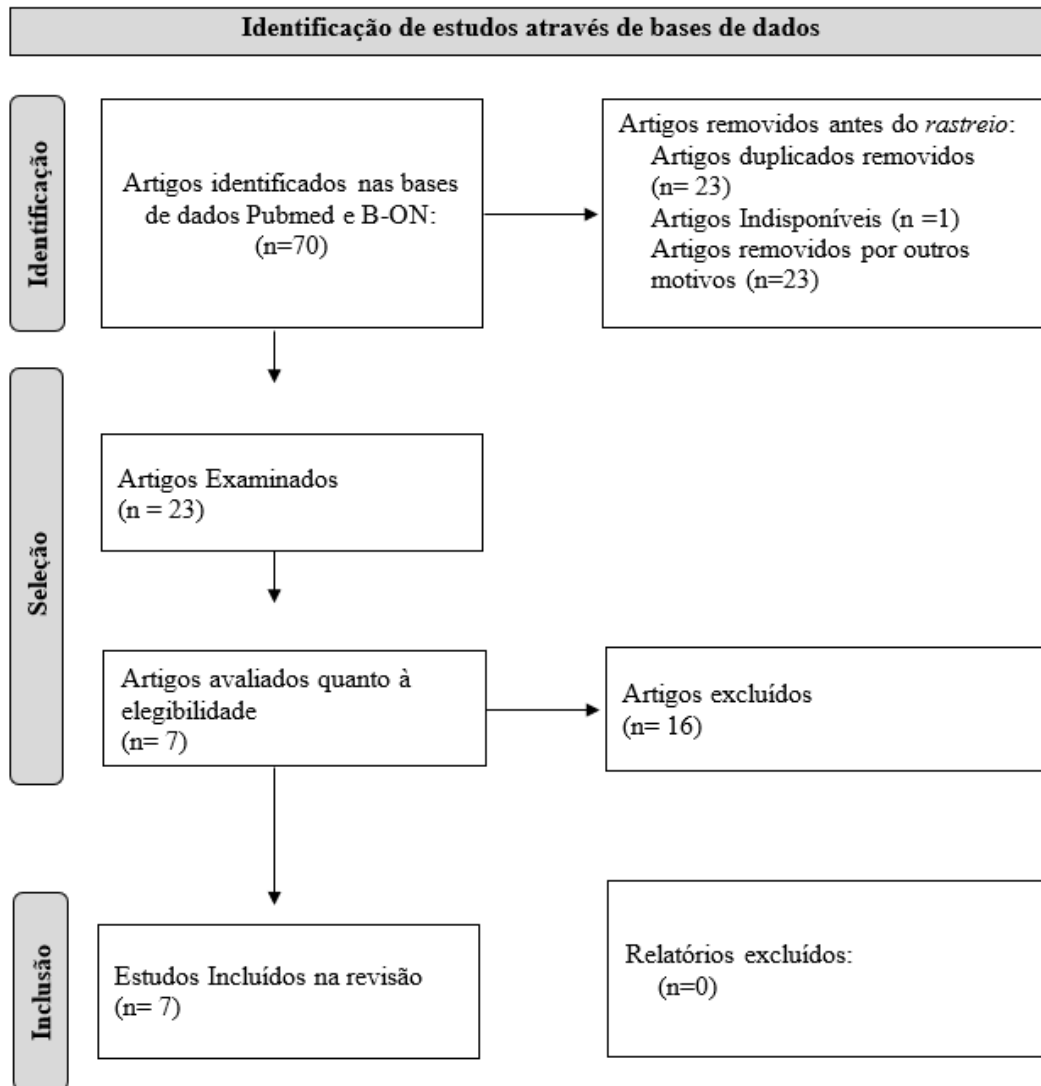 Identificação de estudos através de bases de dados
Identificação
Artigos identificados nas bases
de dados Pubmed e B-ON:
(n=70)
Artigos removidos antes do rastreio:
Artigos duplicados removidos
(n= 23)
Artigos Indisponíveis (n =1)
Artigos removidos por outros
motivos (n=23)
Seleção
Artigos Examinados
(n = 23)
Artigos avaliados quanto à
elegibilidade
(n= 7)
Artigos excluídos
(n= 16)
Inclusão
Estudos Incluídos na revisão
(n= 7)
Relatórios excluídos:
(n=0)